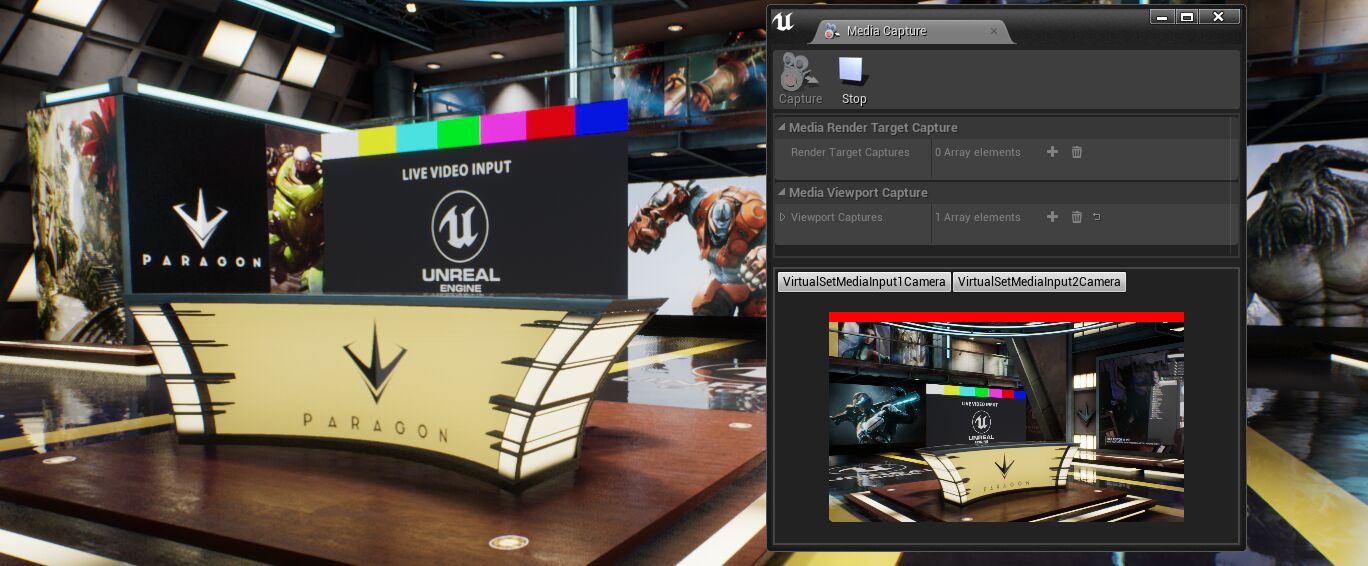 PARAGON
LIVE VIDEO INPUT
UNREAL
ENGINE
PARAGON
Media Capture
Capture
Stop
Media Render Target Capture
Render Target Captures
0 Array elements
Media Viewport Capture
Viewport Captures
1 Array elements
VirtualSetMediaInput1Camera
VirtualSetMediaInput2Camera
LIVE VIDEO INPUT
UNREAL
ENGINE
PARAGON